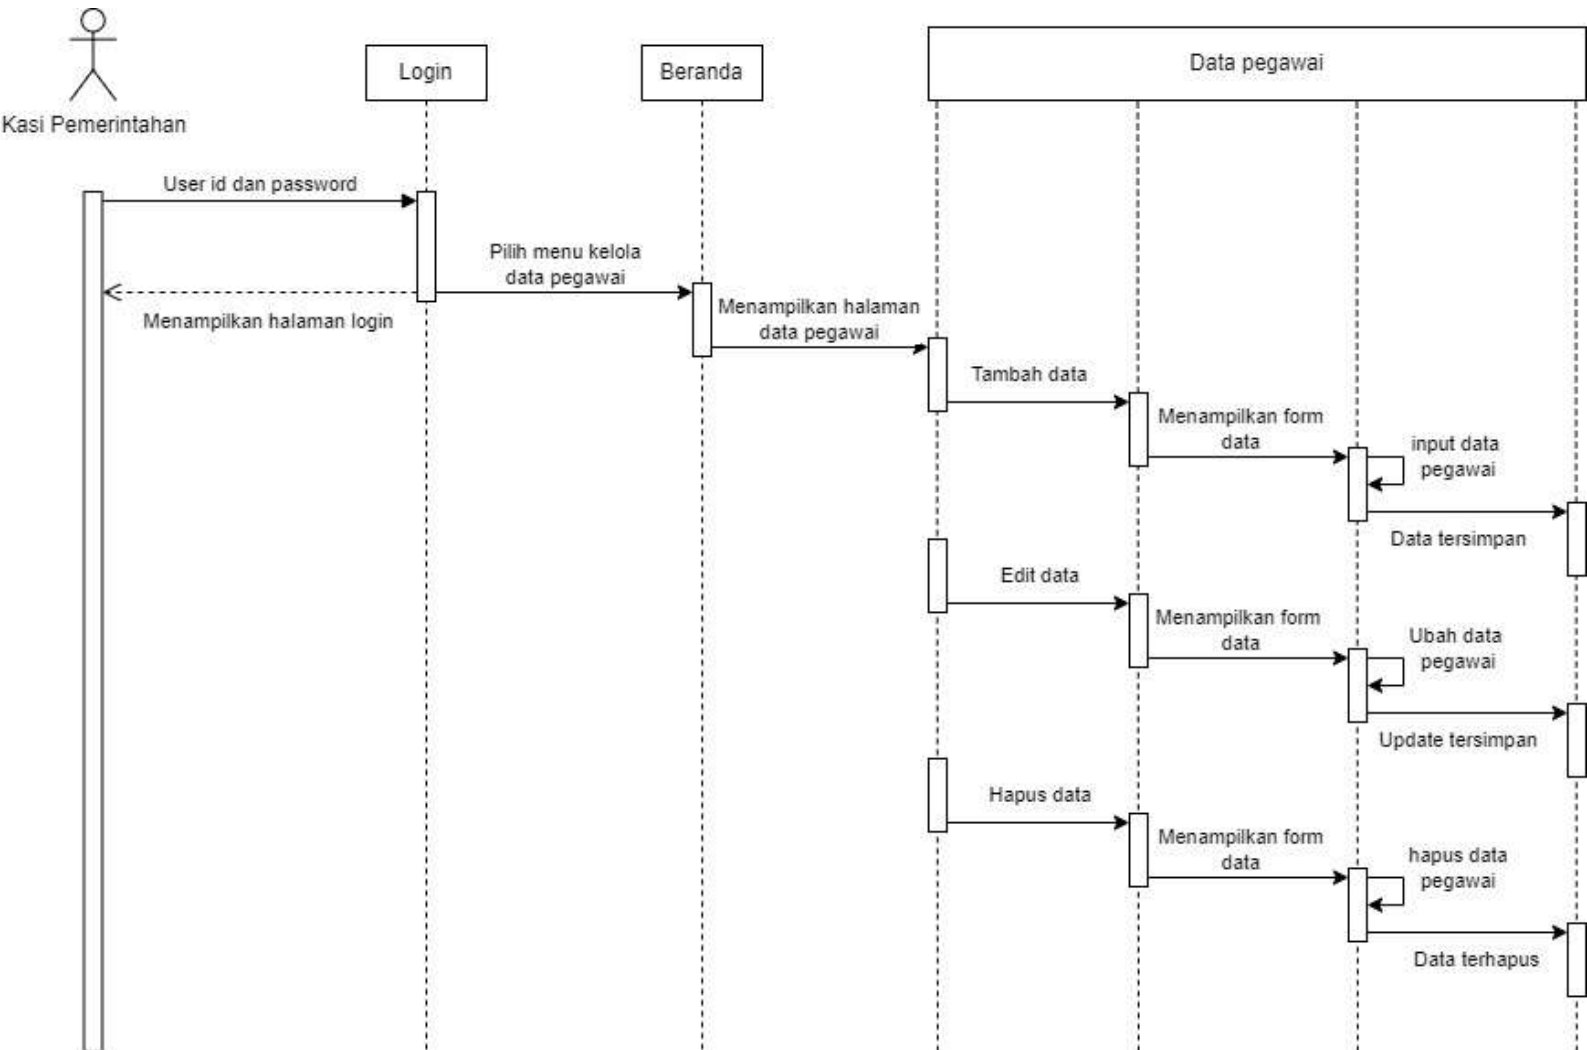 Kasi Pemerintahan
Login
Beranda
Data pegawai
User id dan password
Pilih menu kelola
data pegawai
Menampilkan halaman login
Menampilkan halaman
data pegawai
Tambah data
Menampilkan form
data
input data
pegawai
Data tersimpan
Edit data
Menampilkan form
data
Ubah data
pegawai
Update tersimpan
Hapus data
Menampilkan form
data
hapus data
pegawai
Data terhapus